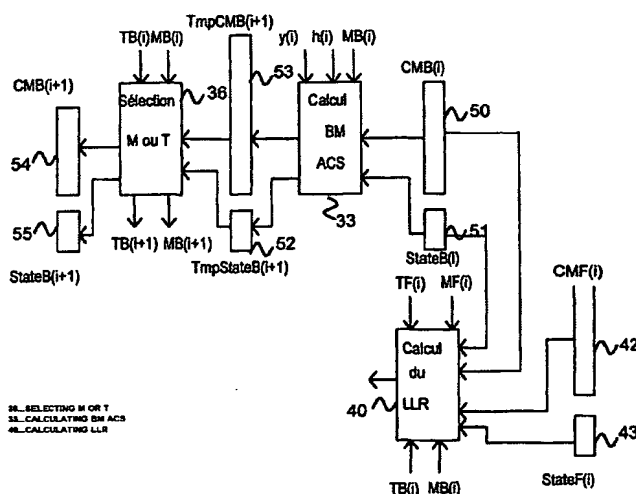 TmpCMB(i+1)
TB(i) MB(i)
y(i) h(i) MB(i)
CMB(i+1)
53
CMB(i)
Sélection
36
Calcul
50
M ou T
BM
54
ACS
55
33
51
TB(i+1) MB(i+1)
52
StateB(i)
StateB(i+1)
TmpStateB(i+1)
CMF(i)
TF(i) MF(i)
Calcul
42
du
40 LLR
43
TB(i) MB(i)
StateF(i)
36...SELECTING M OR T
33...CALCULATING BM ACS
40...CALCULATING LLR